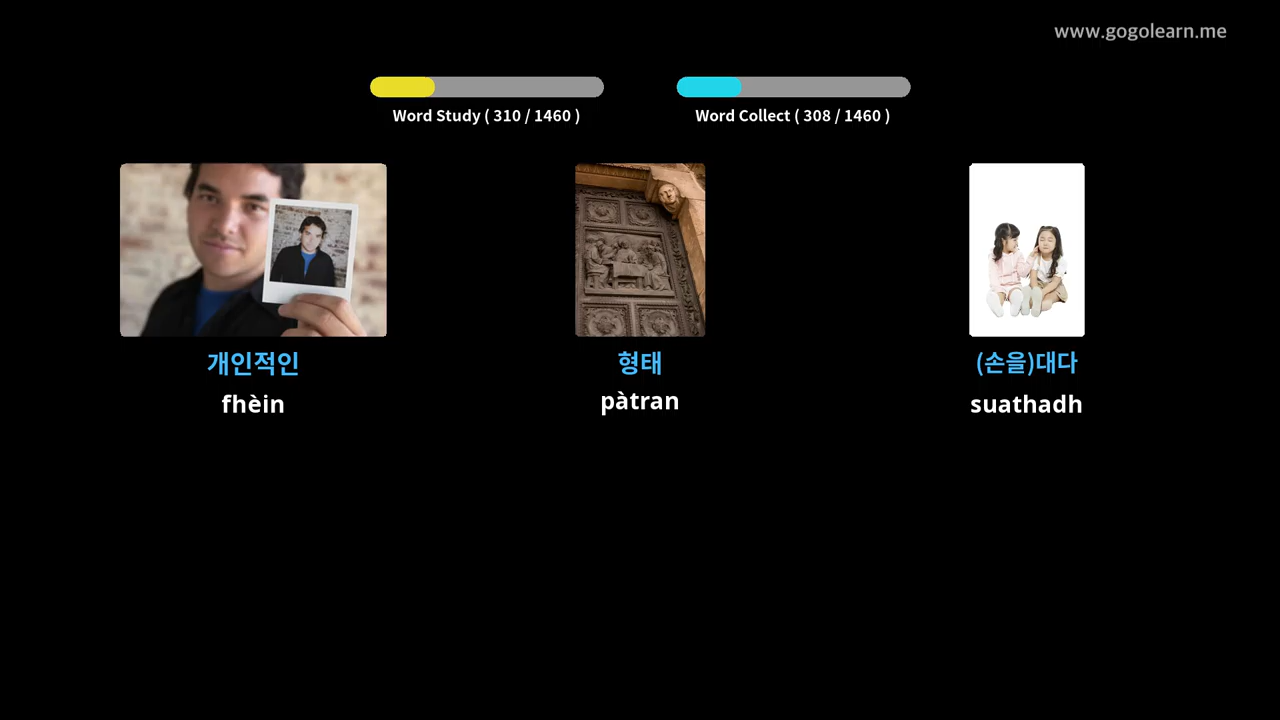 www.gogolearn.me
Word Study ( 310 / 1460 )
Word Collect ( 308 / 1460 )
개인적인
fhèin
형태
pàtran
(손을)대다
suathadh